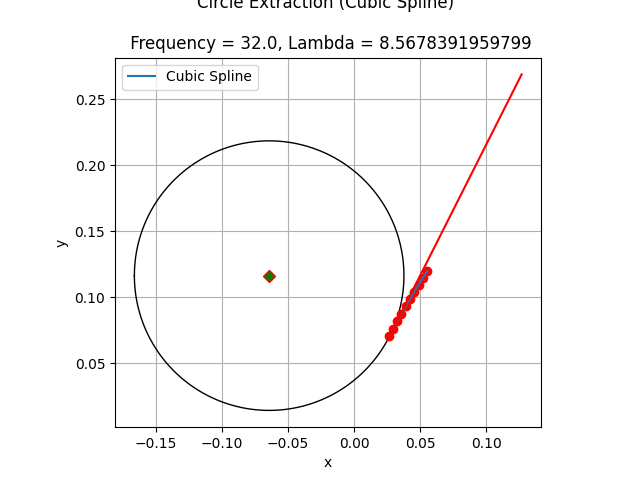 Circle Extraction (Cubic Spline)
Frequency = 32.0, Lambda = 8.5678391959799
Cubic Spline
0.25
0.20
0.15
0.10
0.05
y
−0.15
−0.10
−0.05
0.00
0.05
0.10
x